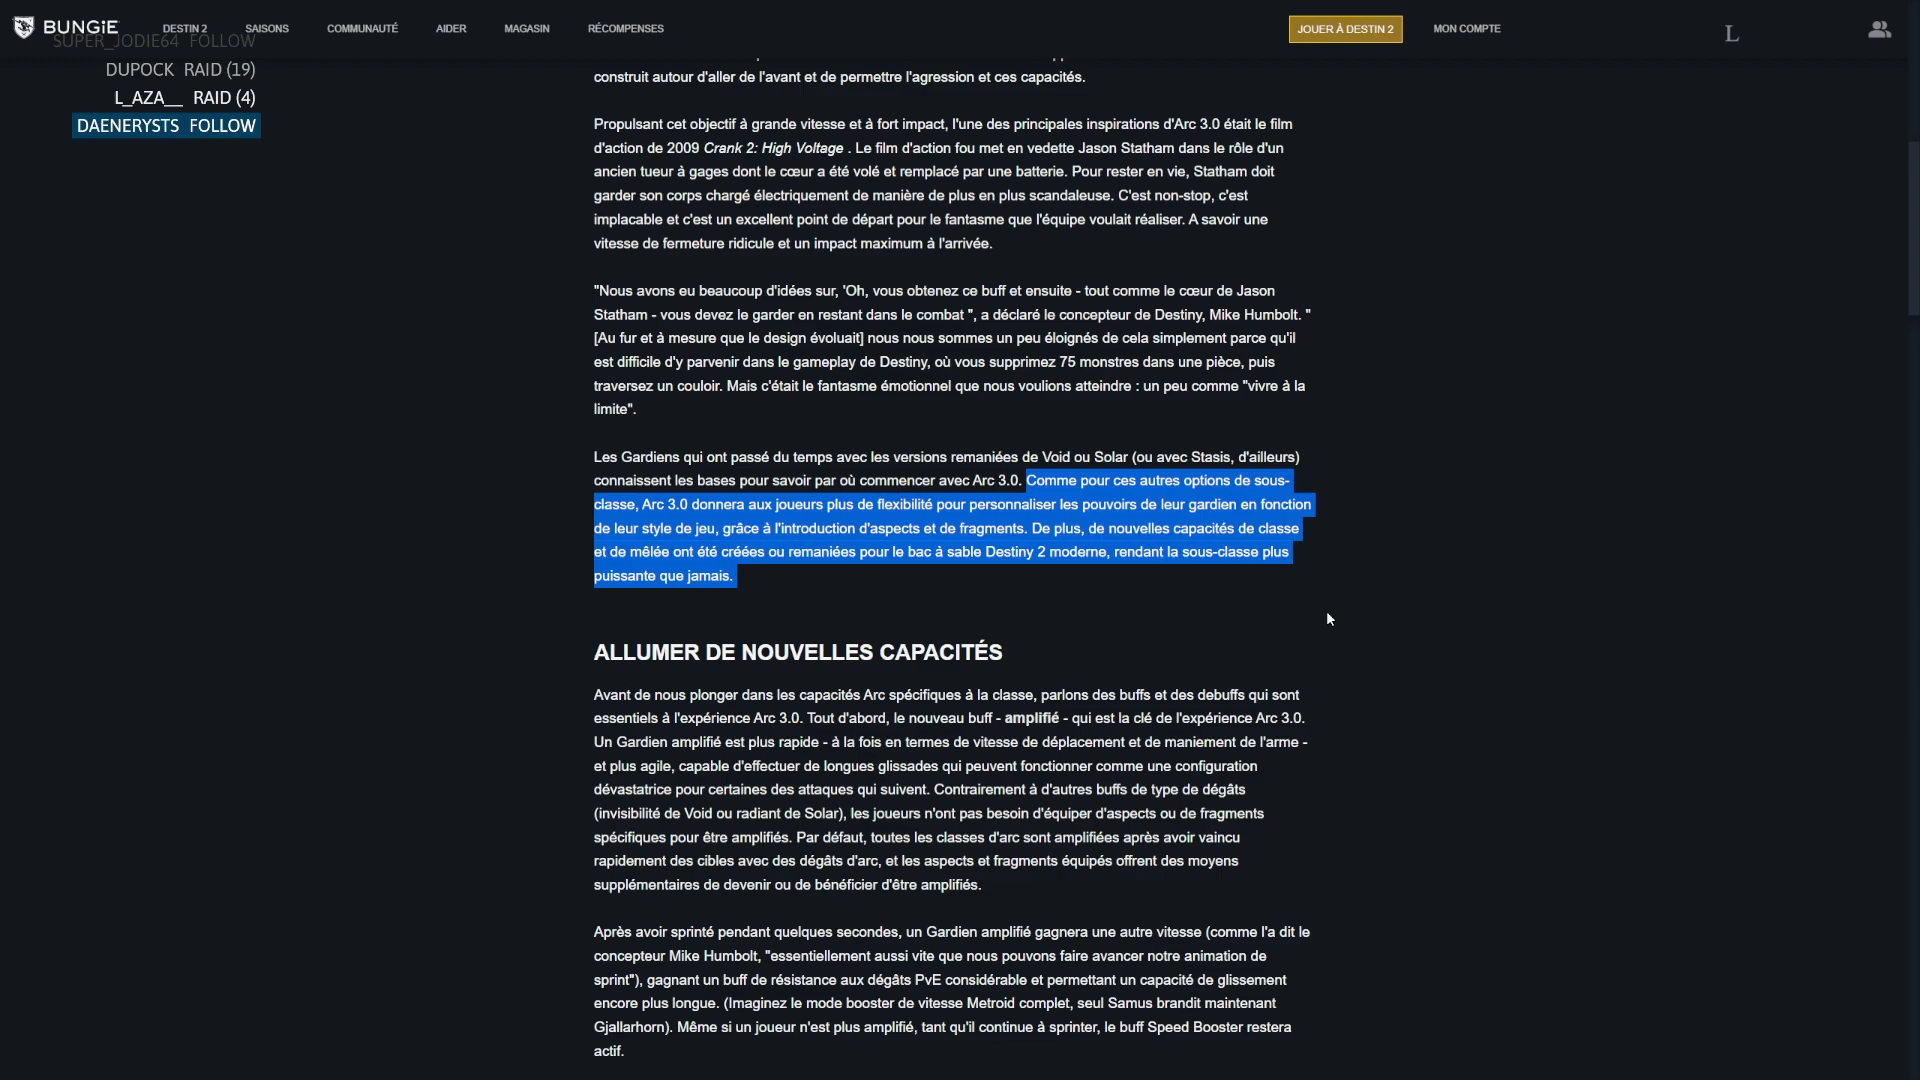 BUNGiE
DESTIN 2 SAISONS COMMUNAUTÉ AIDER MAGASIN RÉCOMPENSES JOUER À DESTIN 2 MON COMPTE L
SUPER_JODIE64 FOLLOW
DUPOCK RAID (19)
L_AZA__ RAID (4)
DAENERYSTS FOLLOW
construit autour d'aller de l'avant et de permettre l'agression et ces capacités.
Propulsant cet objectif à grande vitesse et à fort impact, l'une des principales inspirations d'Arc 3.0 était le film
d'action de 2009 Crank 2: High Voltage . Le film d'action fou met en vedette Jason Statham dans le rôle d'un
ancien tueur à gages dont le cœur a été volé et remplacé par une batterie. Pour rester en vie, Statham doit
garder son corps chargé électriquement de manière de plus en plus scandaleuse. C'est non-stop, c'est
implacable et c'est un excellent point de départ pour le fantasme que l'équipe voulait réaliser. A savoir une
vitesse de fermeture ridicule et un impact maximum à l'arrivée.
"Nous avons eu beaucoup d'idées sur, 'Oh, vous obtenez ce buff et ensuite - tout comme le cœur de Jason
Statham - vous devez le garder en restant dans le combat ", a déclaré le concepteur de Destiny, Mike Humbolt. "
[Au fur et à mesure que le design évoluait] nous nous sommes un peu éloignés de cela simplement parce qu'il
est difficile d'y parvenir dans le gameplay de Destiny, où vous supprimez 75 monstres dans une pièce, puis
traversez un couloir. Mais c'était le fantasme émotionnel que nous voulions atteindre : un peu comme "vivre à la
limite".
Les Gardiens qui ont passé du temps avec les versions remaniées de Void ou Solar (ou avec Stasis, d'ailleurs)
connaissent les bases pour savoir par où commencer avec Arc 3.0. Comme pour ces autres options de sous-
classe, Arc 3.0 donnera aux joueurs plus de flexibilité pour personnaliser les pouvoirs de leur gardien en fonction
de leur style de jeu, grâce à l'introduction d'aspects et de fragments. De plus, de nouvelles capacités de classe
et de mêlée ont été créées ou remaniées pour le bac à sable Destiny 2 moderne, rendant la sous-classe plus
puissante que jamais.
ALLUMER DE NOUVELLES CAPACITÉS
Avant de nous plonger dans les capacités Arc spécifiques à la classe, parlons des buffs et des debuffs qui sont
essentiels à l'expérience Arc 3.0. Tout d'abord, le nouveau buff - amplifié - qui est la clé de l'expérience Arc 3.0.
Un Gardien amplifié est plus rapide - à la fois en termes de vitesse de déplacement et de maniement de l'arme -
et plus agile, capable d'effectuer de longues glissades qui peuvent fonctionner comme une configuration
dévastatrice pour certaines des attaques qui suivent. Contrairement à d'autres buffs de type de dégâts
(invisibilité de Void ou radiant de Solar), les joueurs n'ont pas besoin d'équiper d'aspects ou de fragments
spécifiques pour être amplifiés. Par défaut, toutes les classes d'arc sont amplifiées après avoir vaincu
rapidement des cibles avec des dégâts d'arc, et les aspects et fragments équipés offrent des moyens
supplémentaires de devenir ou de bénéficier d'être amplifiés.
Après avoir sprinté pendant quelques secondes, un Gardien amplifié gagnera une autre vitesse (comme l'a dit le
concepteur Mike Humbolt, "essentiellement aussi vite que nous pouvons faire avancer notre animation de
sprint"), gagnant un buff de résistance aux dégâts PvE considérable et permettant un capacité de glissement
encore plus longue. (Imaginez le mode booster de vitesse Metroid complet, seul Samus brandit maintenant
Gjallarhorn). Même si un joueur n'est plus amplifié, tant qu'il continue à sprinter, le buff Speed Booster restera
actif.